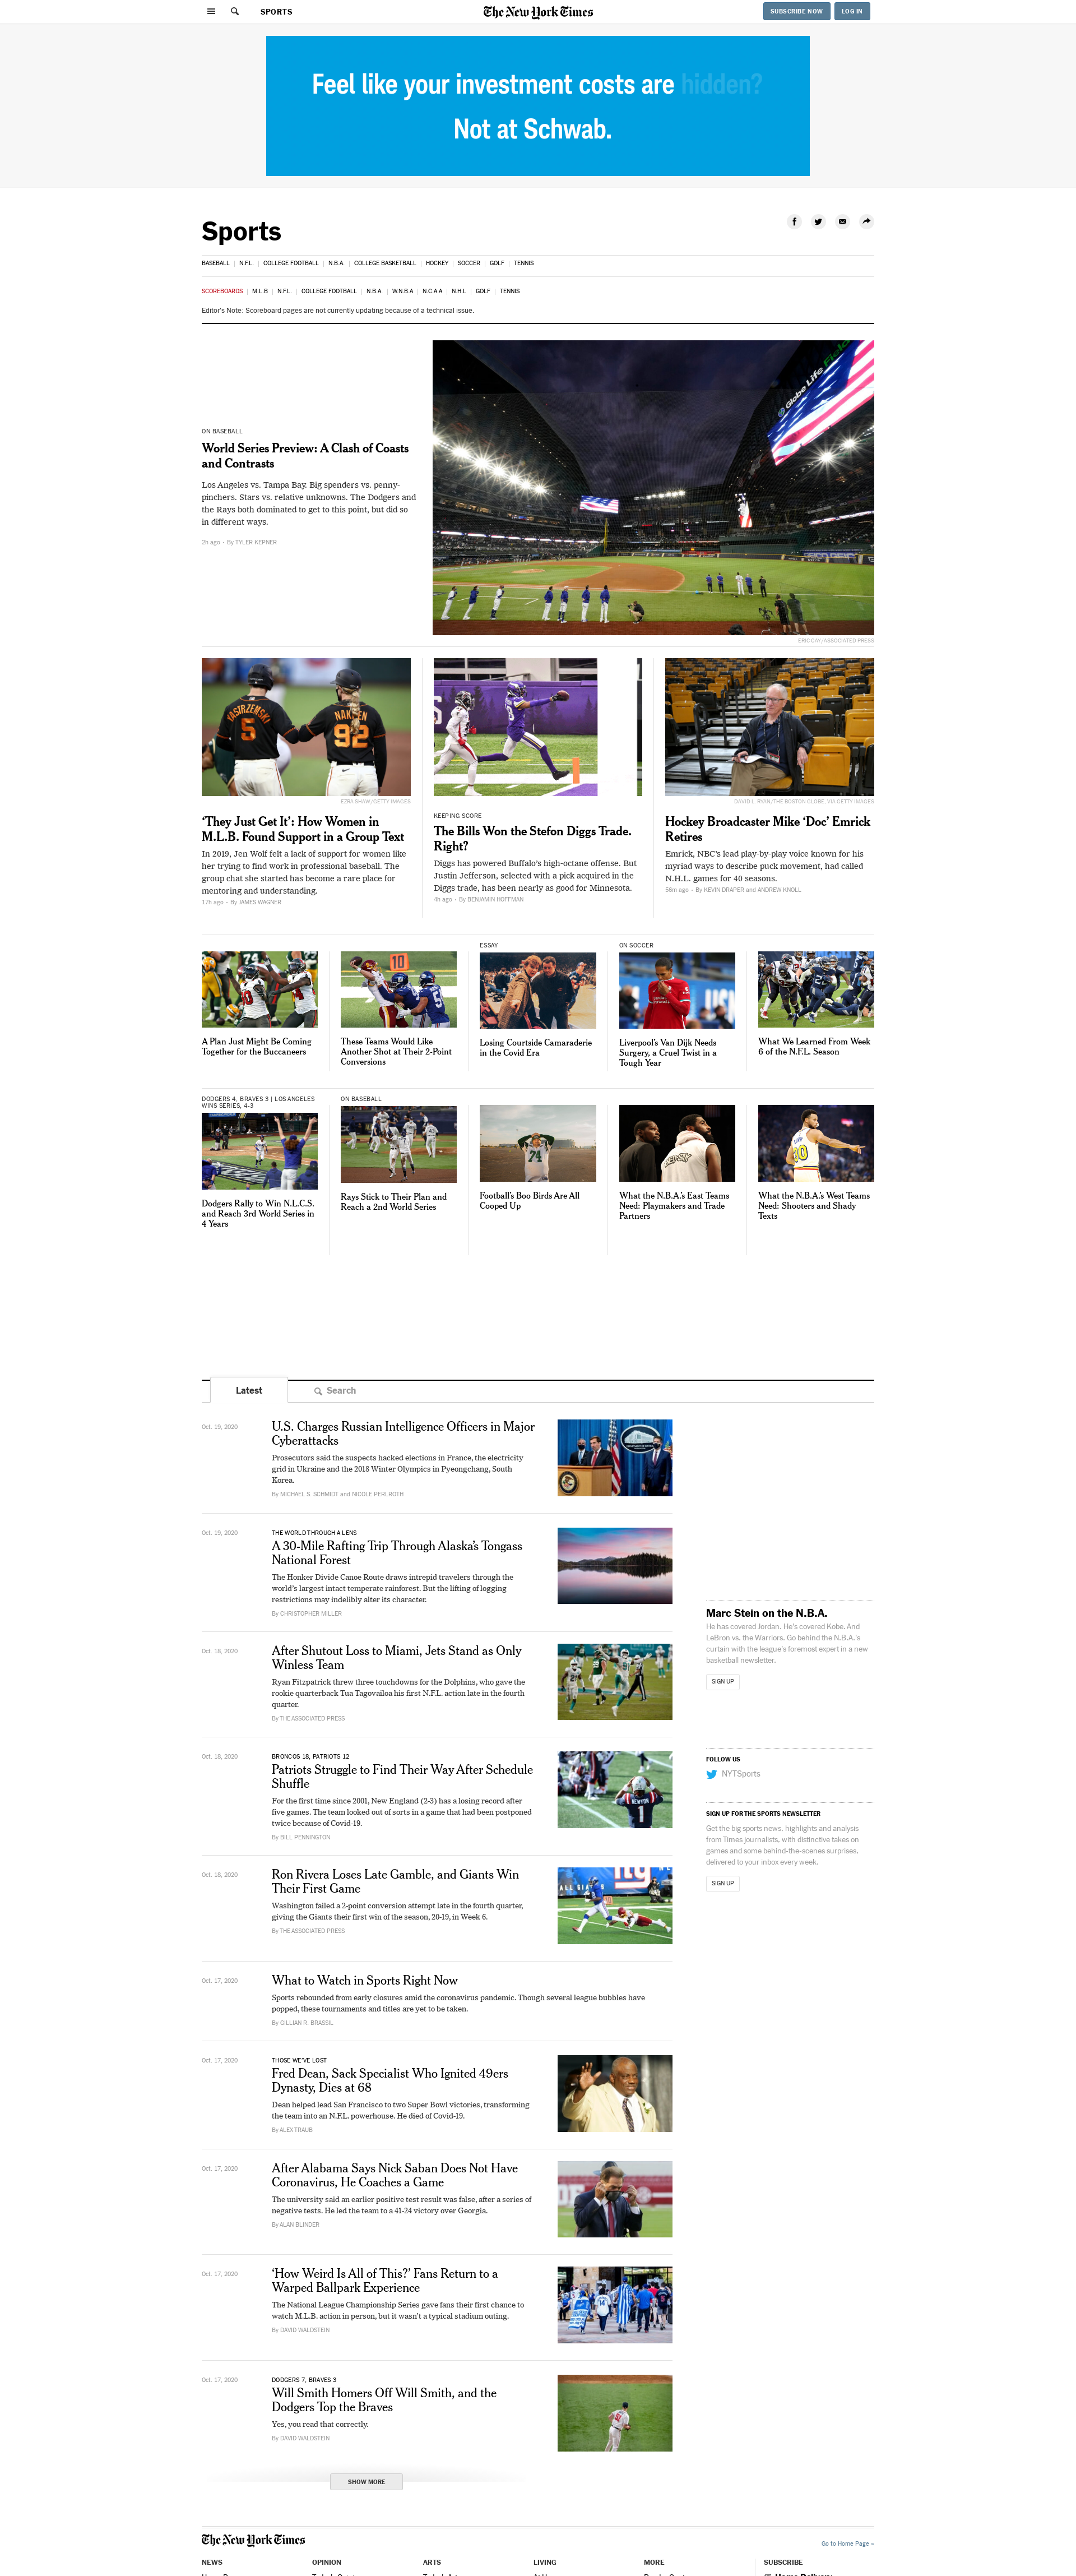 SPORTS
The New York Times
SUBSCRIBE NOW
LOG IN
Feel like your investment costs are hidden?
Not at Schwab.
Sports
BASEBALL | N.F.L. | COLLEGE FOOTBALL | N.B.A. | COLLEGE BASKETBALL | HOCKEY | SOCCER | GOLF | TENNIS
SCOREBOARDS | M.L.B | N.F.L. | COLLEGE FOOTBALL | N.B.A. | W.N.B.A | N.C.A.A | N.H.L | GOLF | TENNIS
Editor's Note: Scoreboard pages are not currently updating because of a technical issue.
ON BASEBALL
World Series Preview: A Clash of Coasts
and Contrasts
Los Angeles vs. Tampa Bay. Big spenders vs. penny-
pinchers. Stars vs. relative unknowns. The Dodgers and
the Rays both dominated to get to this point, but did so
in different ways.
2h ago • By TYLER KEPNER
Globe Life Field
ERIC GAY/ASSOCIATED PRESS
YASTRZEMSKI
5
NAKKEN
92
EZRA SHAW/GETTY IMAGES
‘They Just Get It’: How Women in
M.L.B. Found Support in a Group Text
In 2019, Jen Wolf felt a lack of support for women like
her trying to find work in professional baseball. The
group chat she started has become a rare place for
mentoring and understanding.
17h ago • By JAMES WAGNER
KEEPING SCORE
The Bills Won the Stefon Diggs Trade.
Right?
Diggs has powered Buffalo’s high-octane offense. But
Justin Jefferson, selected with a pick acquired in the
Diggs trade, has been nearly as good for Minnesota.
4h ago • By BENJAMIN HOFFMAN
DAVID L. RYAN/THE BOSTON GLOBE, VIA GETTY IMAGES
Hockey Broadcaster Mike ‘Doc’ Emrick
Retires
Emrick, NBC’s lead play-by-play voice known for his
myriad ways to describe puck movement, had called
N.H.L. games for 40 seasons.
56m ago • By KEVIN DRAPER and ANDREW KNOLL
A Plan Just Might Be Coming
Together for the Buccaneers
10
These Teams Would Like
Another Shot at Their 2-Point
Conversions
ESSAY
Losing Courtside Camaraderie
in the Covid Era
ON SOCCER
Liverpool’s Van Dijk Needs
Surgery, a Cruel Twist in a
Tough Year
What We Learned From Week
6 of the N.F.L. Season
DODGERS 4, BRAVES 3 | LOS ANGELES
WINS SERIES, 4-3
Dodgers Rally to Win N.L.C.S.
and Reach 3rd World Series in
4 Years
ON BASEBALL
Rays Stick to Their Plan and
Reach a 2nd World Series
74
Football’s Boo Birds Are All
Cooped Up
What the N.B.A.’s East Teams
Need: Playmakers and Trade
Partners
30
What the N.B.A.’s West Teams
Need: Shooters and Shady
Texts
Latest
Search
Oct. 19, 2020
U.S. Charges Russian Intelligence Officers in Major
Cyberattacks
Prosecutors said the suspects hacked elections in France, the electricity
grid in Ukraine and the 2018 Winter Olympics in Pyeongchang, South
Korea.
By MICHAEL S. SCHMIDT and NICOLE PERLROTH
Oct. 19, 2020
THE WORLD THROUGH A LENS
A 30-Mile Rafting Trip Through Alaska’s Tongass
National Forest
The Honker Divide Canoe Route draws intrepid travelers through the
world’s largest intact temperate rainforest. But the lifting of logging
restrictions may indelibly alter its character.
By CHRISTOPHER MILLER
Oct. 18, 2020
After Shutout Loss to Miami, Jets Stand as Only
Winless Team
Ryan Fitzpatrick threw three touchdowns for the Dolphins, who gave the
rookie quarterback Tua Tagovailoa his first N.F.L. action late in the fourth
quarter.
By THE ASSOCIATED PRESS
Oct. 18, 2020
BRONCOS 18, PATRIOTS 12
Patriots Struggle to Find Their Way After Schedule
Shuffle
For the first time since 2001, New England (2-3) has a losing record after
five games. The team looked out of sorts in a game that had been postponed
twice because of Covid-19.
By BILL PENNINGTON
NEWTON
1
Oct. 18, 2020
Ron Rivera Loses Late Gamble, and Giants Win
Their First Game
Washington failed a 2-point conversion attempt late in the fourth quarter,
giving the Giants their first win of the season, 20-19, in Week 6.
By THE ASSOCIATED PRESS
Oct. 17, 2020
What to Watch in Sports Right Now
Sports rebounded from early closures amid the coronavirus pandemic. Though several league bubbles have
popped, these tournaments and titles are yet to be taken.
By GILLIAN R. BRASSIL
Oct. 17, 2020
THOSE WE’VE LOST
Fred Dean, Sack Specialist Who Ignited 49ers
Dynasty, Dies at 68
Dean helped lead San Francisco to two Super Bowl victories, transforming
the team into an N.F.L. powerhouse. He died of Covid-19.
By ALEX TRAUB
Oct. 17, 2020
After Alabama Says Nick Saban Does Not Have
Coronavirus, He Coaches a Game
The university said an earlier positive test result was false, after a series of
negative tests. He led the team to a 41-24 victory over Georgia.
By ALAN BLINDER
Oct. 17, 2020
‘How Weird Is All of This?’ Fans Return to a
Warped Ballpark Experience
The National League Championship Series gave fans their first chance to
watch M.L.B. action in person, but it wasn’t a typical stadium outing.
By DAVID WALDSTEIN
Oct. 17, 2020
DODGERS 7, BRAVES 3
Will Smith Homers Off Will Smith, and the
Dodgers Top the Braves
Yes, you read that correctly.
By DAVID WALDSTEIN
SHOW MORE
Marc Stein on the N.B.A.
He has covered Jordan. He’s covered Kobe. And
LeBron vs. the Warriors. Go behind the N.B.A.’s
curtain with the league’s foremost expert in a new
basketball newsletter.
SIGN UP
FOLLOW US
NYTSports
SIGN UP FOR THE SPORTS NEWSLETTER
Get the big sports news, highlights and analysis
from Times journalists, with distinctive takes on
games and some behind-the-scenes surprises,
delivered to your inbox every week.
SIGN UP
The New York Times
Go to Home Page »
NEWS
OPINION
ARTS
LIVING
MORE
SUBSCRIBE